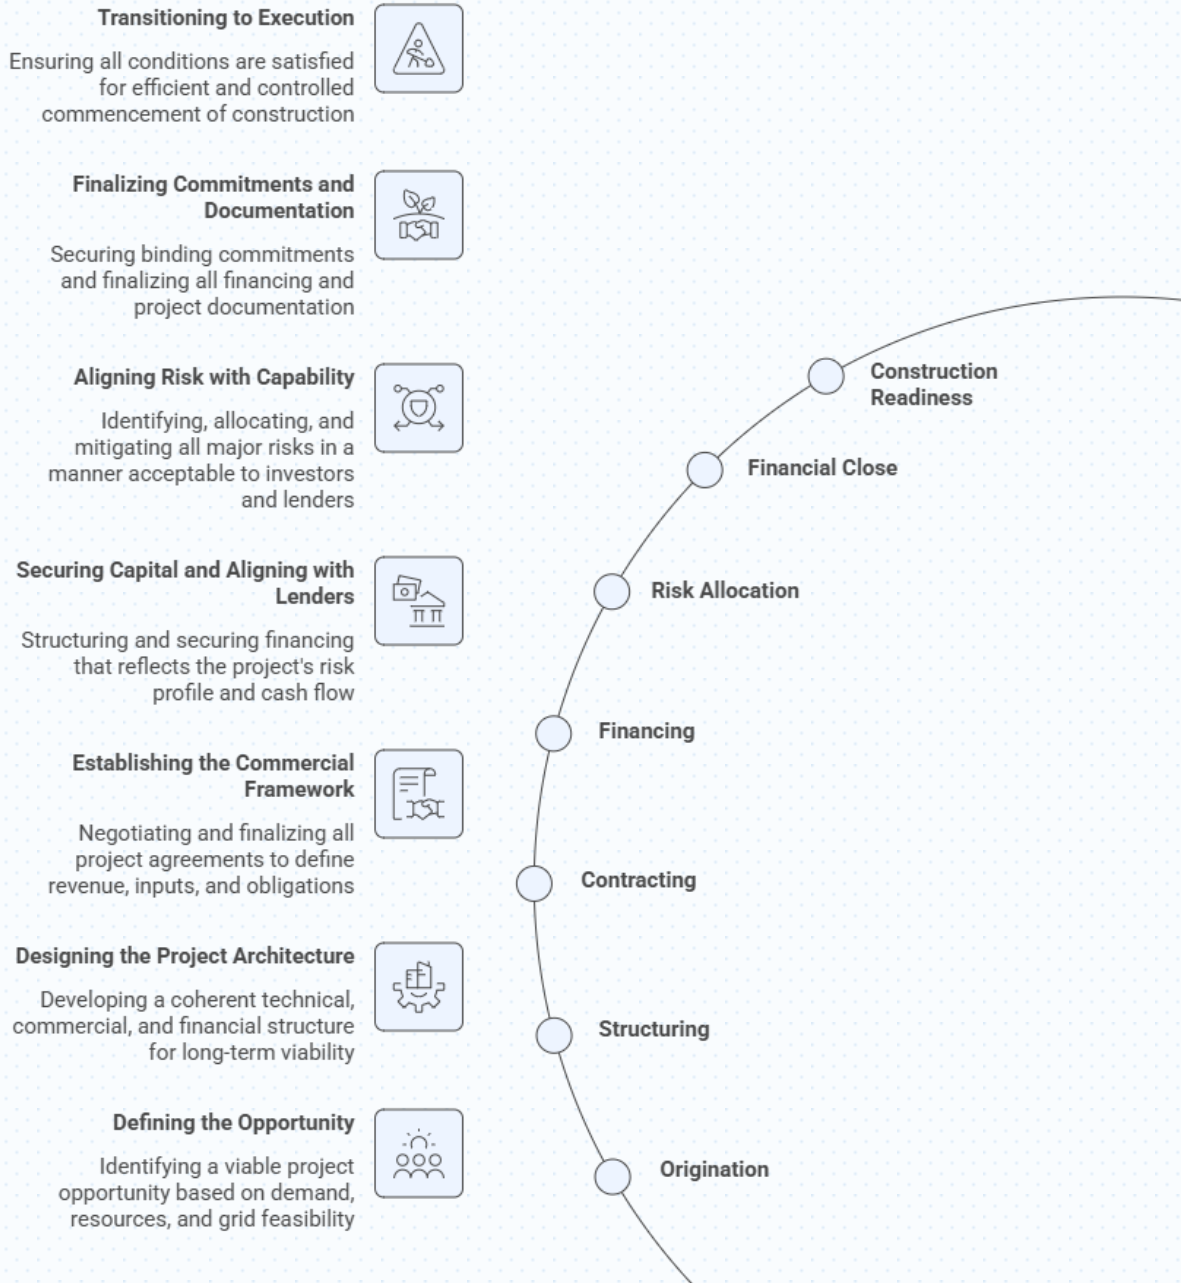 Transitioning to Execution
Ensuring all conditions are satisfied
for efficient and controlled
commencement of construction
Finalizing Commitments and
Documentation
Securing binding commitments
and finalizing all financing and
project documentation
Aligning Risk with Capability
Identifying, allocating, and
mitigating all major risks in a
manner acceptable to investors
and lenders
Securing Capital and Aligning with
Lenders
Structuring and securing financing
that reflects the project's risk
profile and cash flow
Establishing the Commercial
Framework
Negotiating and finalizing all
project agreements to define
revenue, inputs, and obligations
Designing the Project Architecture
Developing a coherent technical,
commercial, and financial structure
for long-term viability
Defining the Opportunity
Identifying a viable project
opportunity based on demand,
resources, and grid feasibility
Construction
Readiness
Financial Close
Risk Allocation
Financing
Contracting
Structuring
Origination